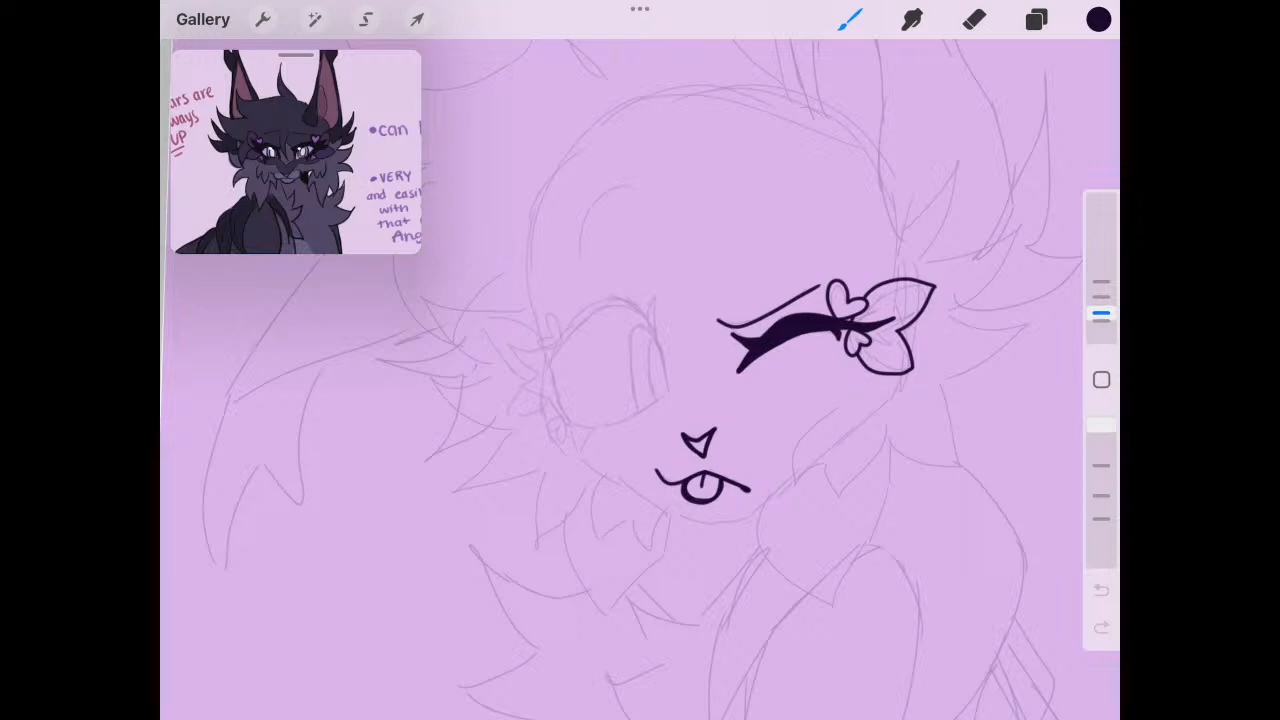 Gallery
ars are
ways
UP
•can
•VERY
and easi
with
that
Ang